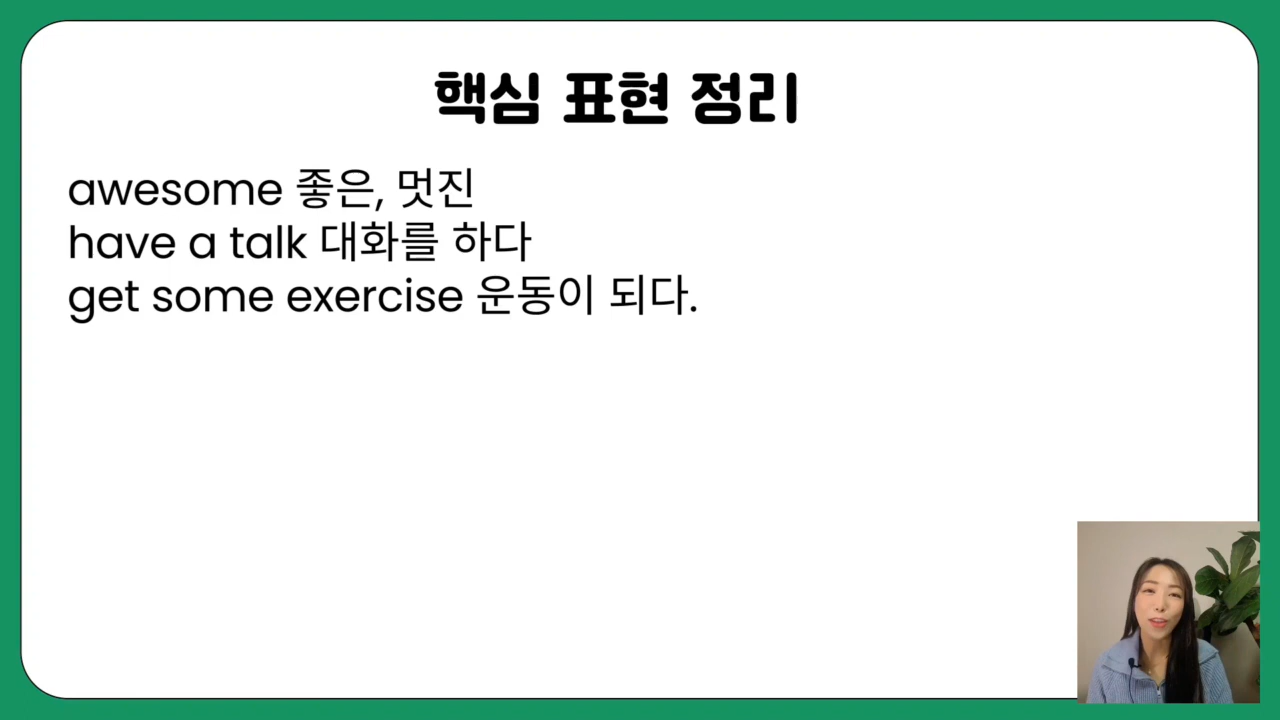 핵심 표현 정리
awesome 좋은, 멋진
have a talk 대화를 하다
get some exercise 운동이 되다.